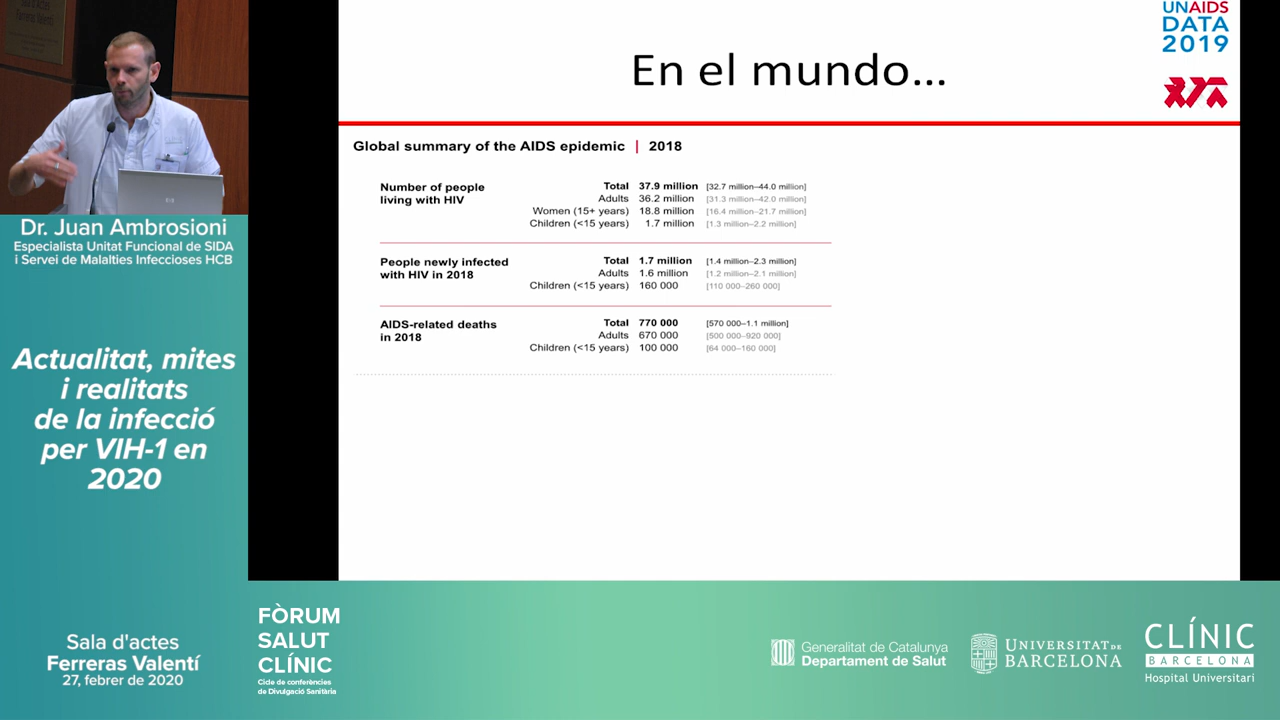 Sala d'actes
Ferreras Valentí
UNAIDS
DATA
2019
En el mundo...
Global summary of the AIDS epidemic | 2018
Number of people
living with HIV
Total 37.9 million [32.7 million–44.0 million]
Adults 36.2 million [31.3 million–42.0 million]
Women (15+ years) 18.8 million [16.4 million–21.7 million]
Children (<15 years) 1.7 million [1.3 million–2.2 million]
People newly infected
with HIV in 2018
Total 1.7 million [1.4 million–2.3 million]
Adults 1.6 million [1.2 million–2.1 million]
Children (<15 years) 160 000 [110 000–260 000]
AIDS-related deaths
in 2018
Total 770 000 [570 000–1.1 million]
Adults 670 000 [500 000–920 000]
Children (<15 years) 100 000 [64 000–160 000]
Dr. Juan Ambrosioni
Especialista Unitat Funcional de SIDA
i Servei de Malalties Infeccioses HCB
Actualitat, mites
i realitats
de la infecció
per VIH-1 en
2020
Sala d'actes
Ferreras Valentí
27, febrer de 2020
FÒRUM
SALUT
CLÍNIC
Cicle de conferències
de Divulgació Sanitària
Generalitat de Catalunya
Departament de Salut
UNIVERSITAT DE
BARCELONA
CLÍNIC
BARCELONA
Hospital Universitari